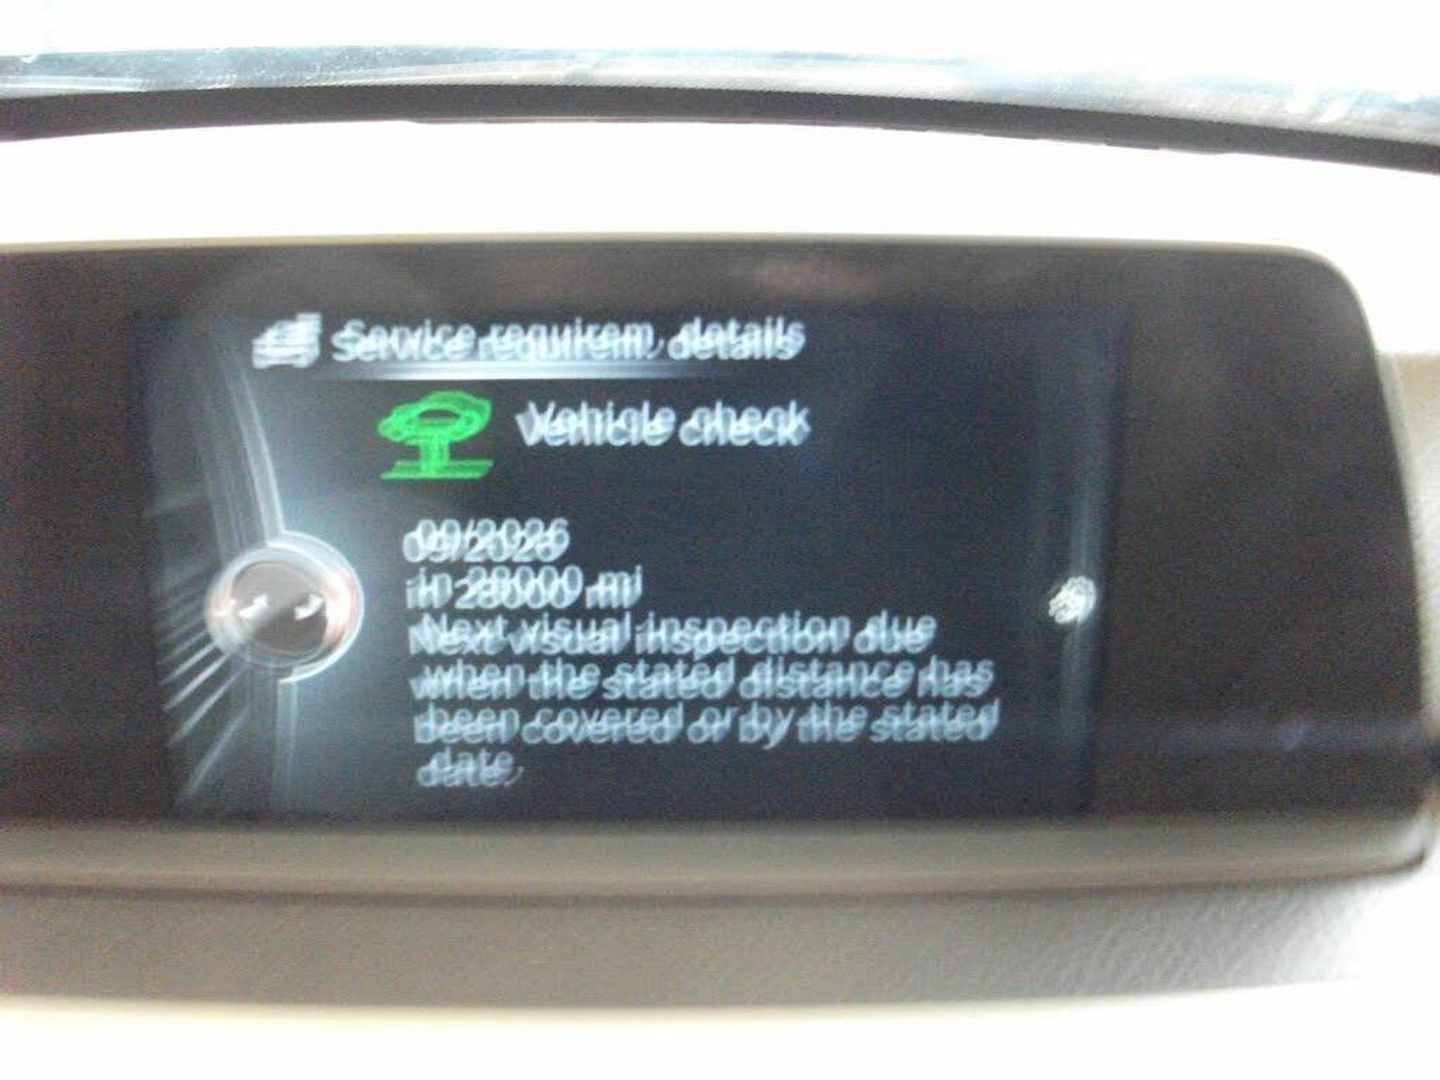 Service requirem. details
Vehicle check
09/2026
in 28000 mi
Next visual inspection due
when the stated distance has
been covered or by the stated
date.